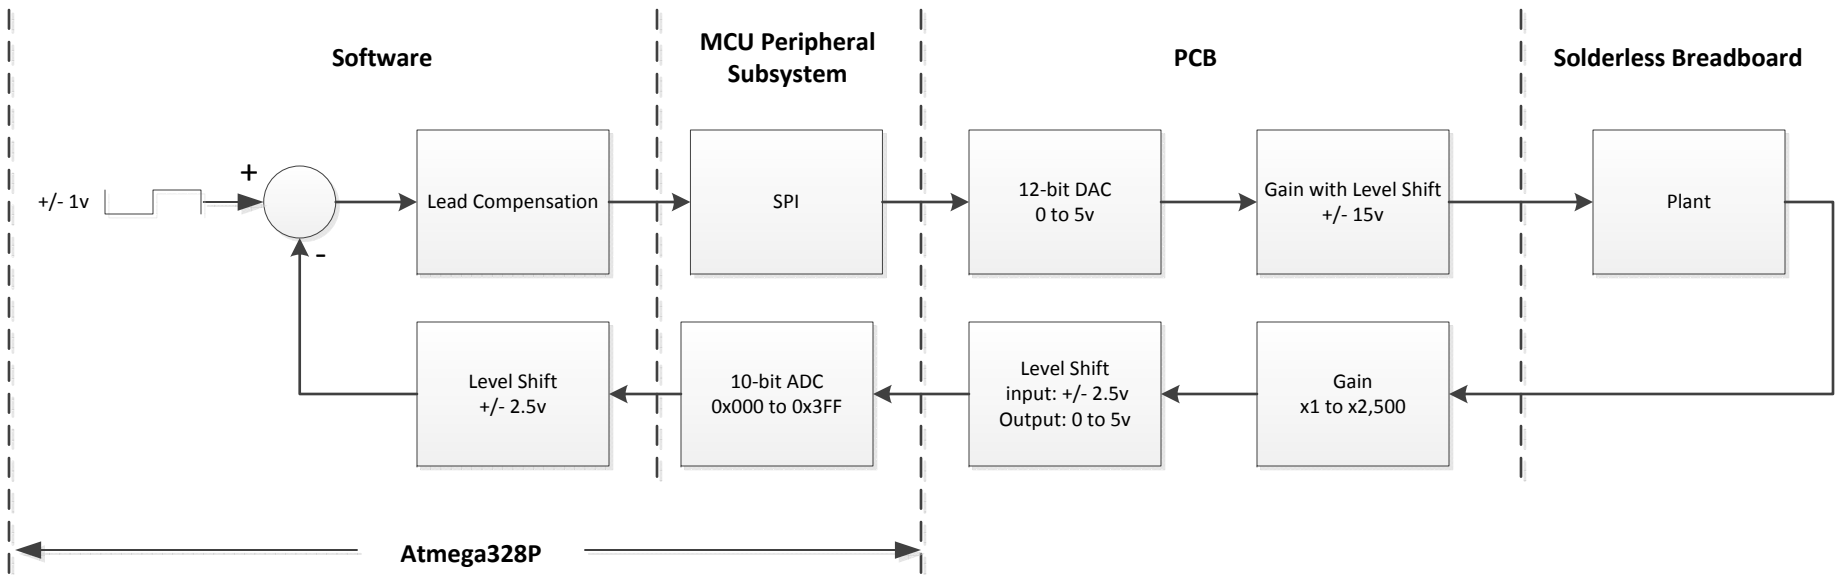 Software
MCU Peripheral
Subsystem
PCB
Solderless Breadboard
+/- 1v
+
-
Lead Compensation
SPI
12-bit DAC
0 to 5v
Gain with Level Shift
+/- 15v
Plant
Level Shift
+/- 2.5v
10-bit ADC
0x000 to 0x3FF
Level Shift
input: +/- 2.5v
Output: 0 to 5v
Gain
x1 to x2,500
Atmega328P